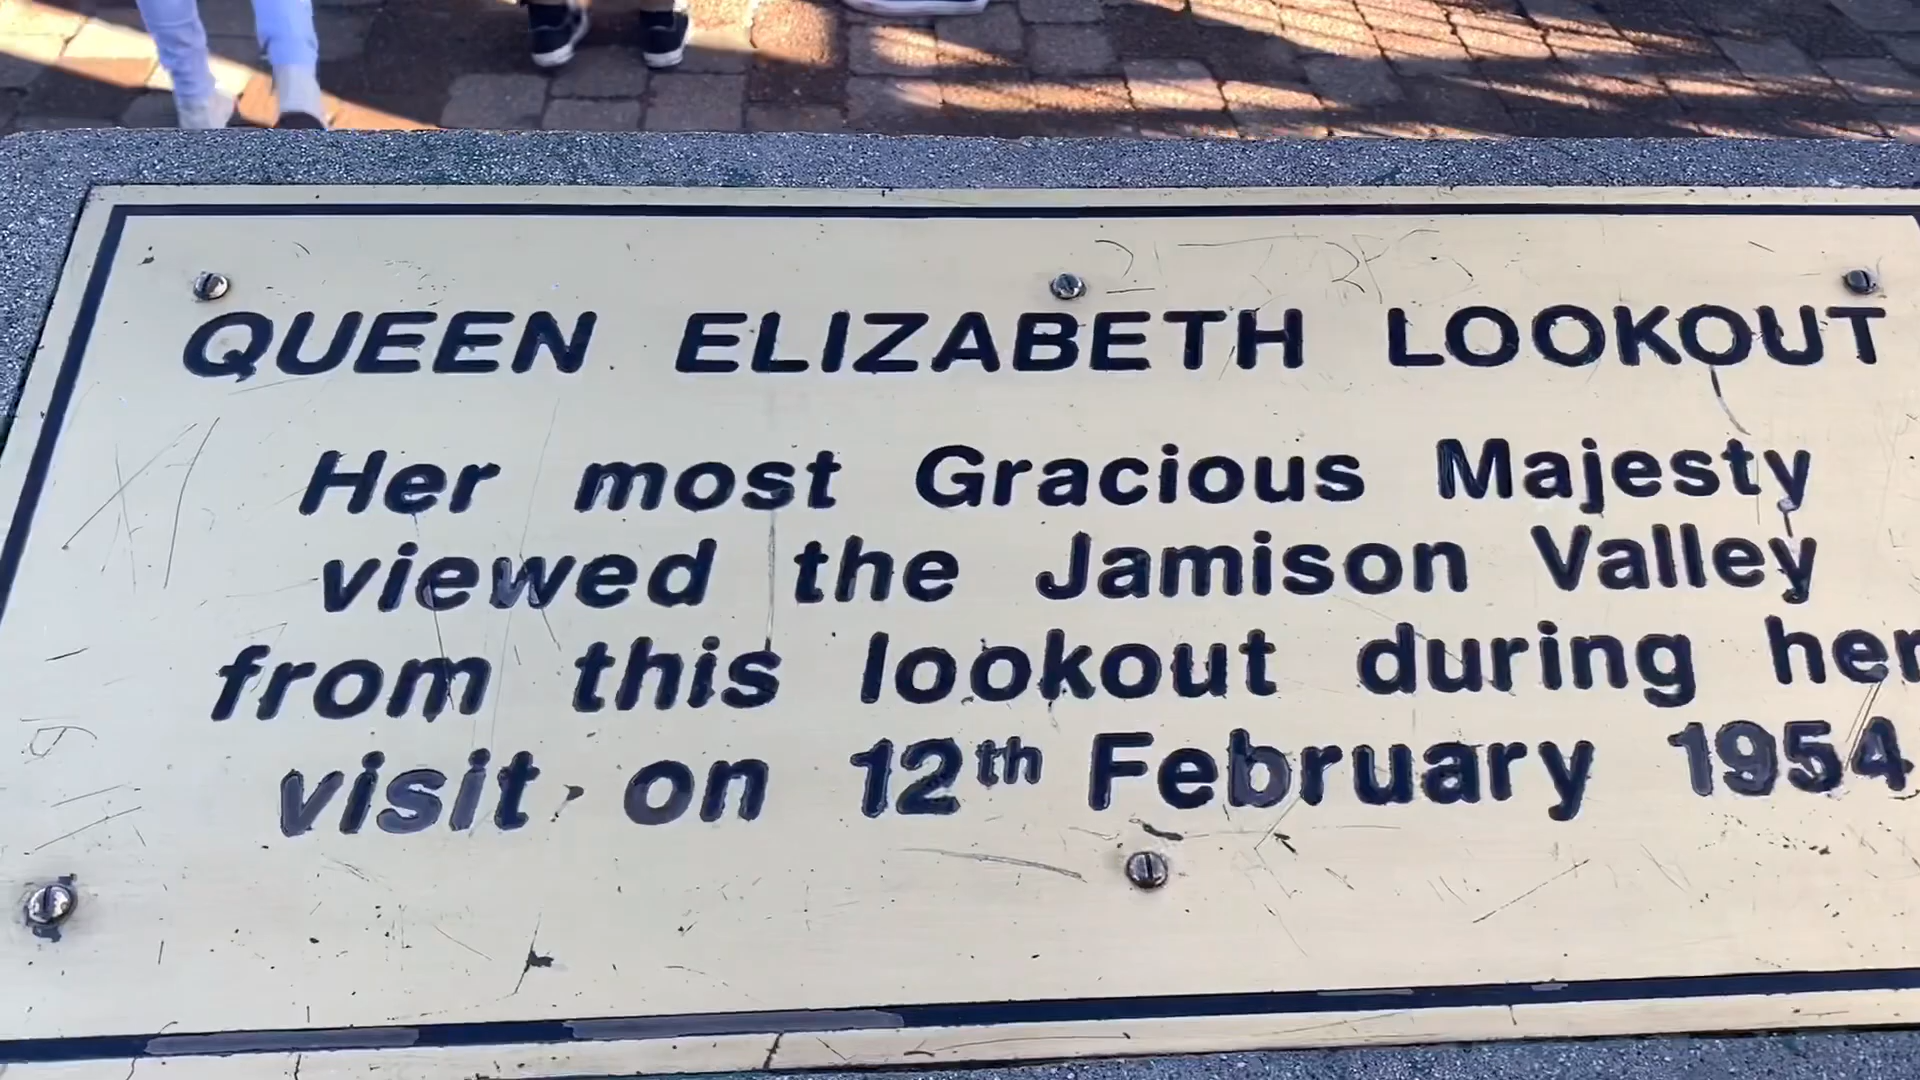 QUEEN ELIZABETH LOOKOUT
Her most Gracious Majesty
viewed the Jamison Valley
from this lookout during her
visit on 12th February 1954